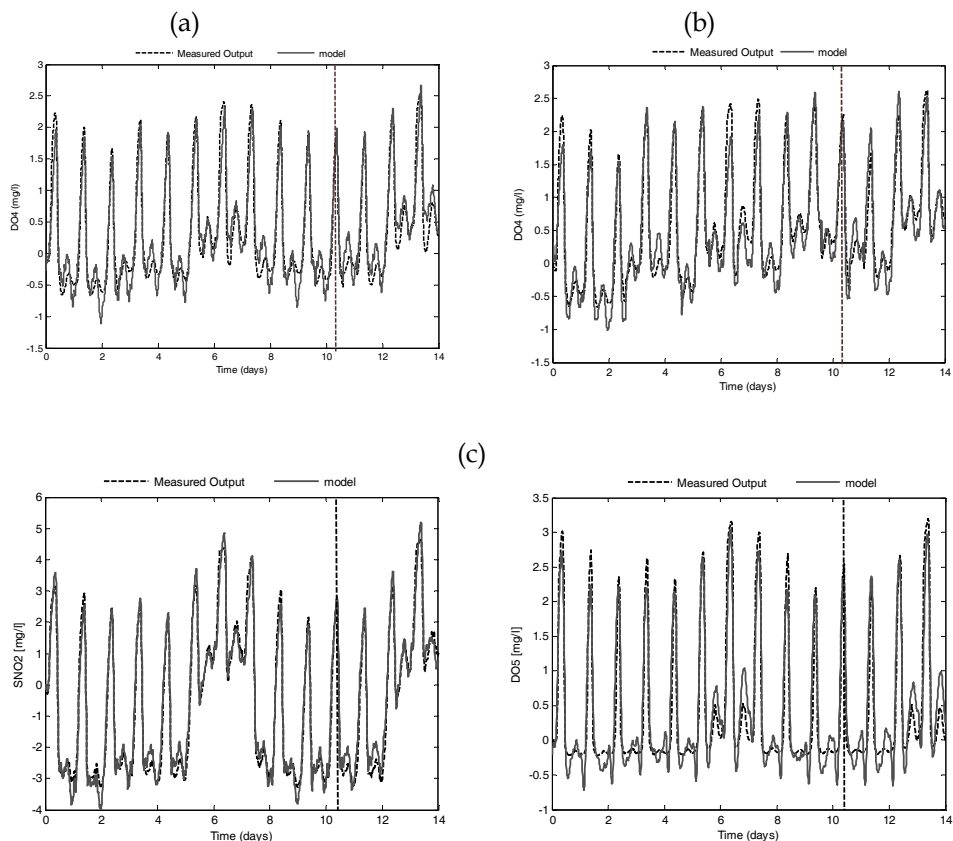 (a)
Measured Output model
3
2.5
2
1.5
1
0.5
0
-0.5
-1
-1.5
DO4 (mg/l)
0 2 4 6 8 10 12 14
Time (days)
(b)
Measured Output model
3
2.5
2
1.5
1
0.5
0
-0.5
-1
-1.5
DO4 (mg/l)
0 2 4 6 8 10 12 14
Time (days)
(c)
Measured Output model
6
5
4
3
2
1
0
-1
-2
-3
-4
SNO2 [mg/l]
0 2 4 6 8 10 12 14
Time (days)
Measured Output model
3.5
3
2.5
2
1.5
1
0.5
0
-0.5
-1
DO5 [mg/l]
0 2 4 6 8 10 12 14
Time (days)